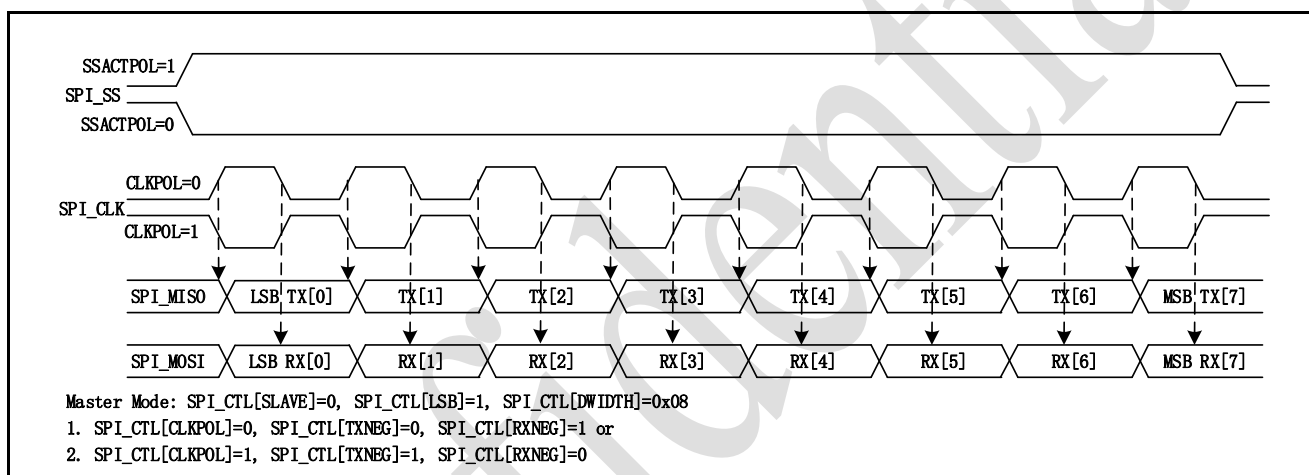 SSACTPOL=1
SPI_SS
SSACTPOL=0
CLKPOL=0
SPI_CLK
CLKPOL=1
SPI_MISO LSB TX[0] TX[1] TX[2] TX[3] TX[4] TX[5] TX[6] MSB TX[7]
SPI_MOSI LSB RX[0] RX[1] RX[2] RX[3] RX[4] RX[5] RX[6] MSB RX[7]
Master Mode: SPI_CTL[SLAVE]=0, SPI_CTL[LSB]=1, SPI_CTL[DWIDTH]=0x08
1. SPI_CTL[CLKPOL]=0, SPI_CTL[TXNEG]=0, SPI_CTL[RXNEG]=1 or
2. SPI_CTL[CLKPOL]=1, SPI_CTL[TXNEG]=1, SPI_CTL[RXNEG]=0